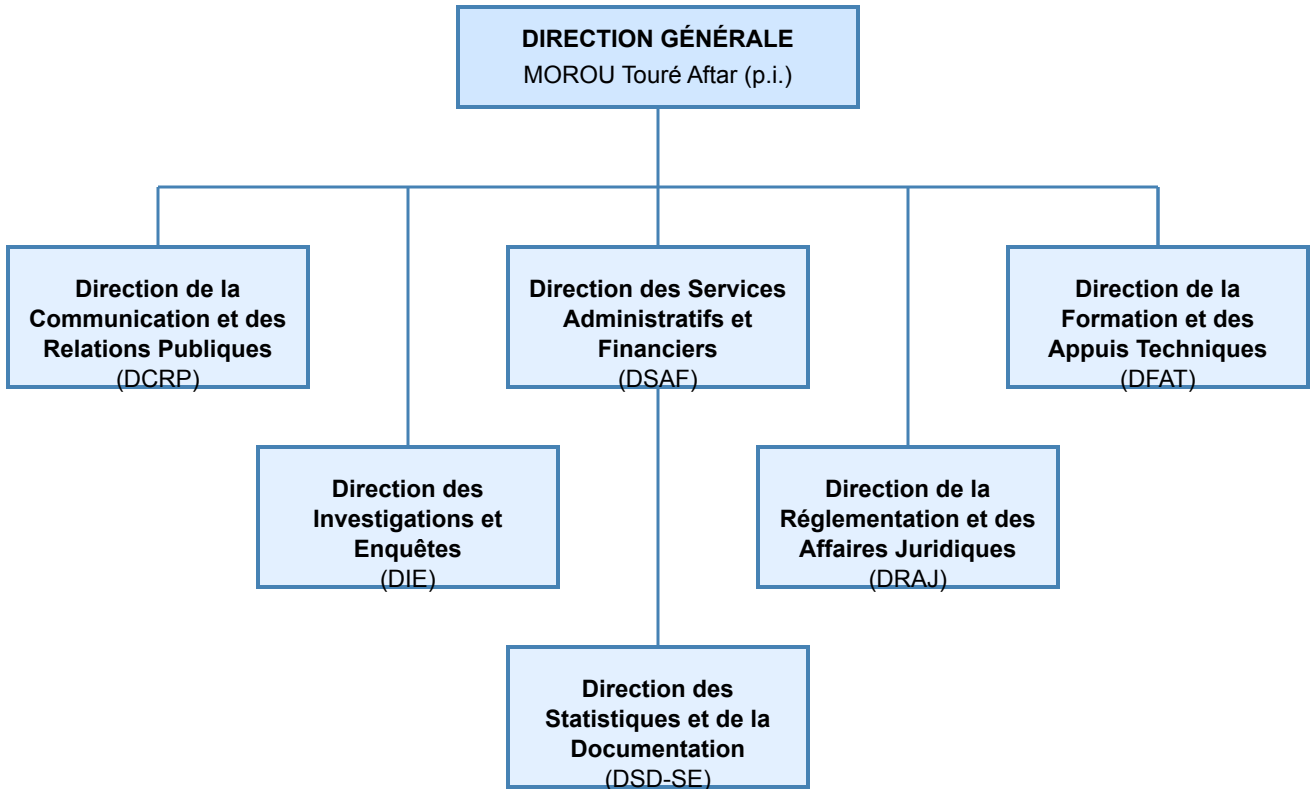 DIRECTION GÉNÉRALE
MOROU Touré Aftar (p.i.)
Direction de la
Communication et des
Relations Publiques
(DCRP)
Direction des Services
Administratifs et
Financiers
(DSAF)
Direction de la
Formation et des
Appuis Techniques
(DFAT)
Direction des
Investigations et
Enquêtes
(DIE)
Direction de la
Réglementation et des
Affaires Juridiques
(DRAJ)
Direction des
Statistiques et de la
Documentation
(DSD-SE)